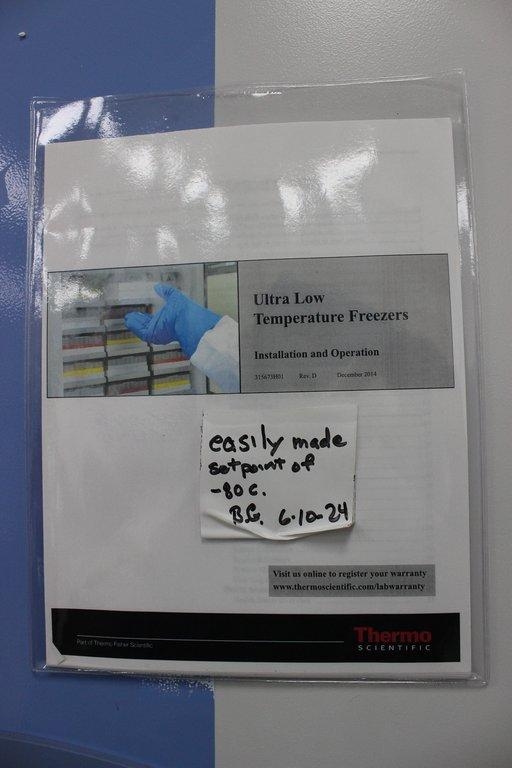 Ultra Low
Temperature Freezers
Installation and Operation
315673H01 Rev. D December 2014
easily made
setpoint of
-80 c.
B.G. 6-10-24
Visit us online to register your warranty
www.thermoscientific.com/labwarranty
Part of Thermo Fisher Scientific
Thermo
SCIENTIFIC